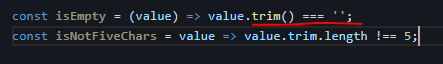 const isEmpty = (value) => value.trim() === '';
const isNotFiveChars = value => value.trim.length !== 5;